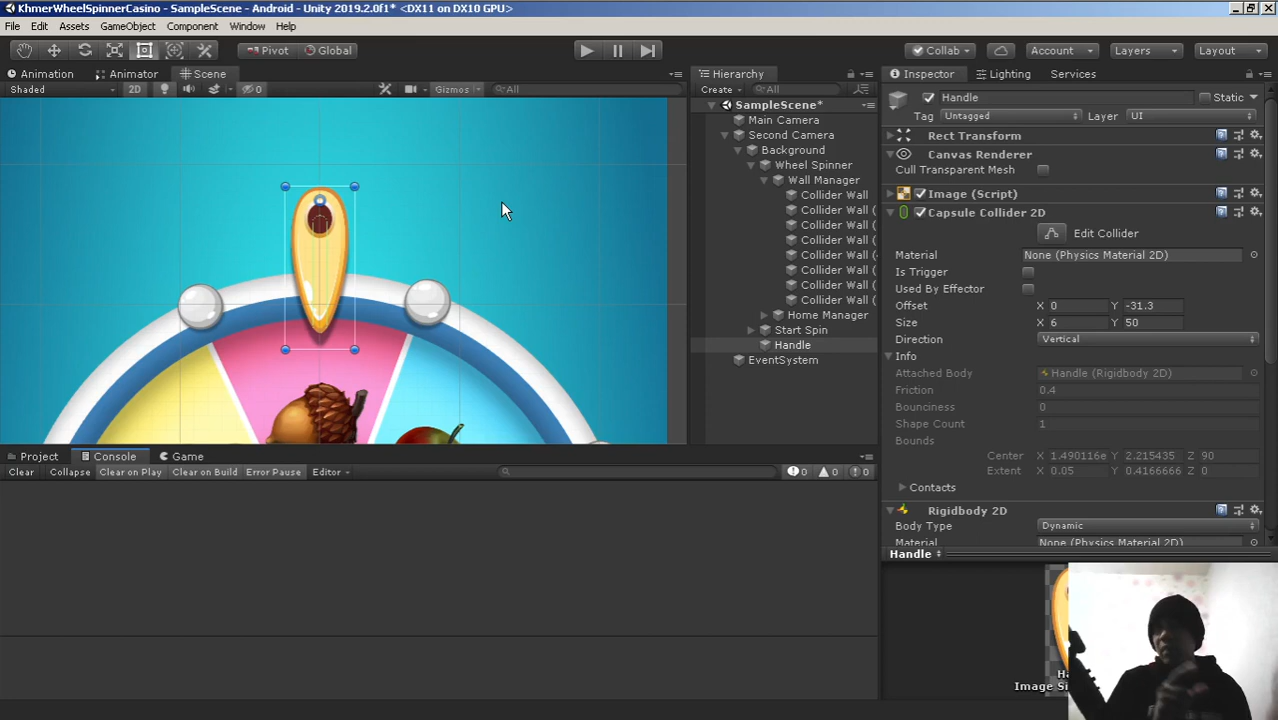 KhmerWheelSpinnerCasino - SampleScene - Android - Unity 2019.2.0f1* <DX11 on DX10 GPU>
File Edit Assets GameObject Component Window Help
Pivot Global Collab Account Layers Layout
Animation Animator Scene
Shaded 2D 0 Gizmos All
Hierarchy
Create All
SampleScene*
Main Camera
Second Camera
Background
Wheel Spinner
Wall Manager
Collider Wall
Collider Wall (
Collider Wall (
Collider Wall (
Collider Wall (
Collider Wall (
Collider Wall (
Collider Wall (
Home Manager
Start Spin
Handle
EventSystem
Inspector Lighting Services
Handle Static
Tag Untagged Layer UI
Rect Transform
Canvas Renderer
Cull Transparent Mesh
Image (Script)
Capsule Collider 2D
Edit Collider
Material None (Physics Material 2D)
Is Trigger
Used By Effector
Offset X 0 Y -31.3
Size X 6 Y 50
Direction Vertical
Info
Attached Body Handle (Rigidbody 2D)
Friction 0.4
Bounciness 0
Shape Count 1
Bounds
Center X 1.490116e Y 2.215435 Z 90
Extent X 0.05 Y 0.4166666 Z 0
Contacts
Rigidbody 2D
Body Type Dynamic
Material None (Physics Material 2D)
Handle
Image Si
Project Console Game
Clear Collapse Clear on Play Clear on Build Error Pause Editor 0 0 0